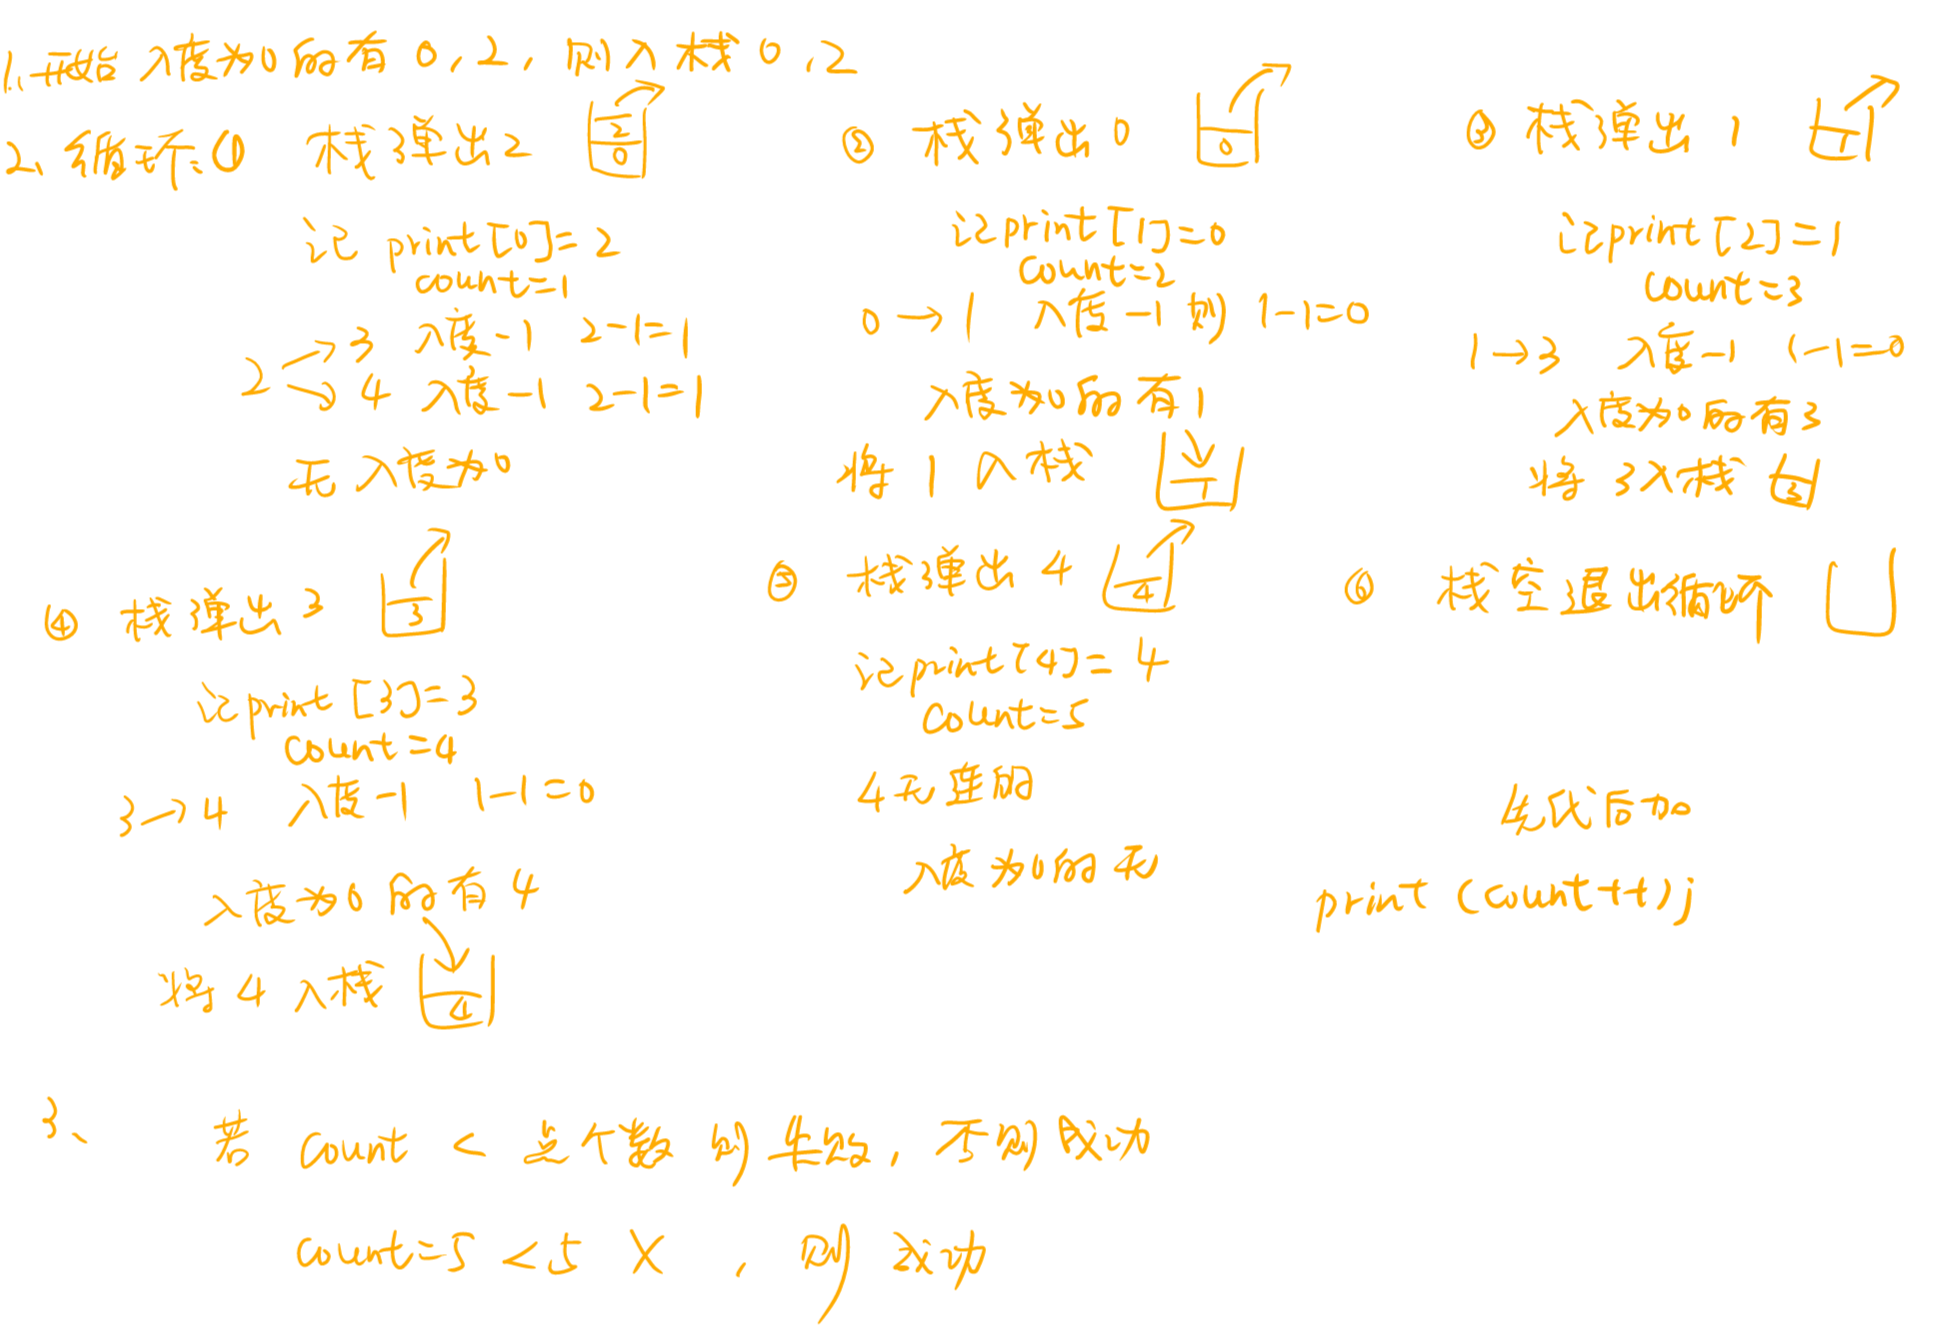 1. 开始 入度为0的有 0，2，则入栈 0，2
2、循环：① 栈弹出2
2
0
记 print[0]=2
count=1
2 → 3 入度-1 2-1=1
→ 4 入度-1 2-1=1
无入度为0
② 栈弹出 0
0
记print[1]=0
count=2
0→1 入度-1 则 1-1=0
入度为0的有1
将 1 入栈
1
③ 栈弹出 1
1
记print[2]=1
count=3
1→3 入度-1 1-1=0
入度为0的有3
将 3入栈
3
④ 栈弹出 3
3
记print[3]=3
count=4
3→4 入度-1 1-1=0
入度为0的有4
将 4 入栈
4
⑤ 栈弹出 4
4
记print[4]=4
count=5
4无连的
入度为0的无
⑥ 栈空退出循环
先代后加
print(count++);
3、若 count < 点个数 则失败，不则成功
count=5 <5 X ，则 成功